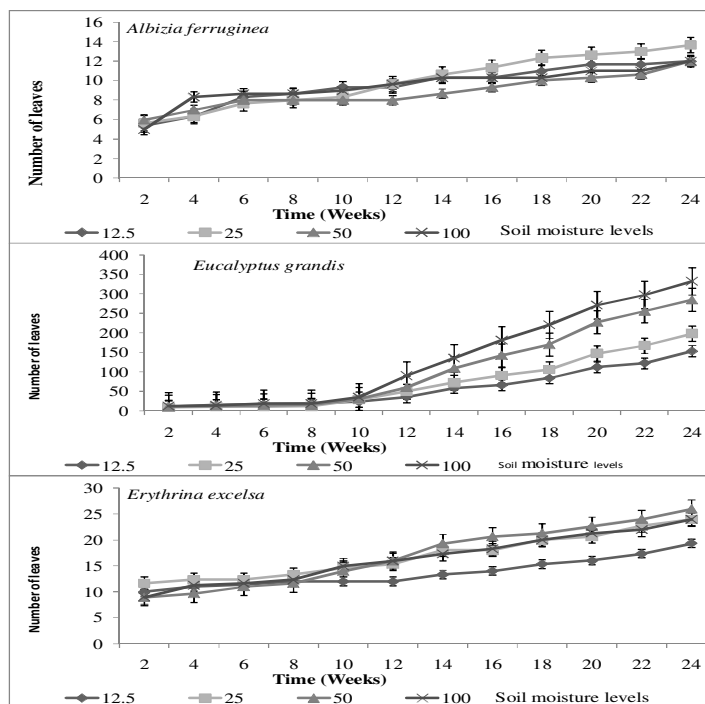 Albizia ferruginea
Number of leaves
16
14
12
10
8
6
4
2
0
2 4 6 8 10 12 14 16 18 20 22 24
Time (Weeks)
12.5 25 50 100 Soil moisture levels
Eucalyptus grandis
Number of leaves
400
350
300
250
200
150
100
50
0
2 4 6 8 10 12 14 16 18 20 22 24
Time (Weeks)
12.5 25 50 100 Soil moisture levels
Erythrina excelsa
Number of leaves
30
25
20
15
10
5
0
2 4 6 8 10 12 14 16 18 20 22 24
Time (Weeks)
12.5 25 50 100 Soil moisture levels